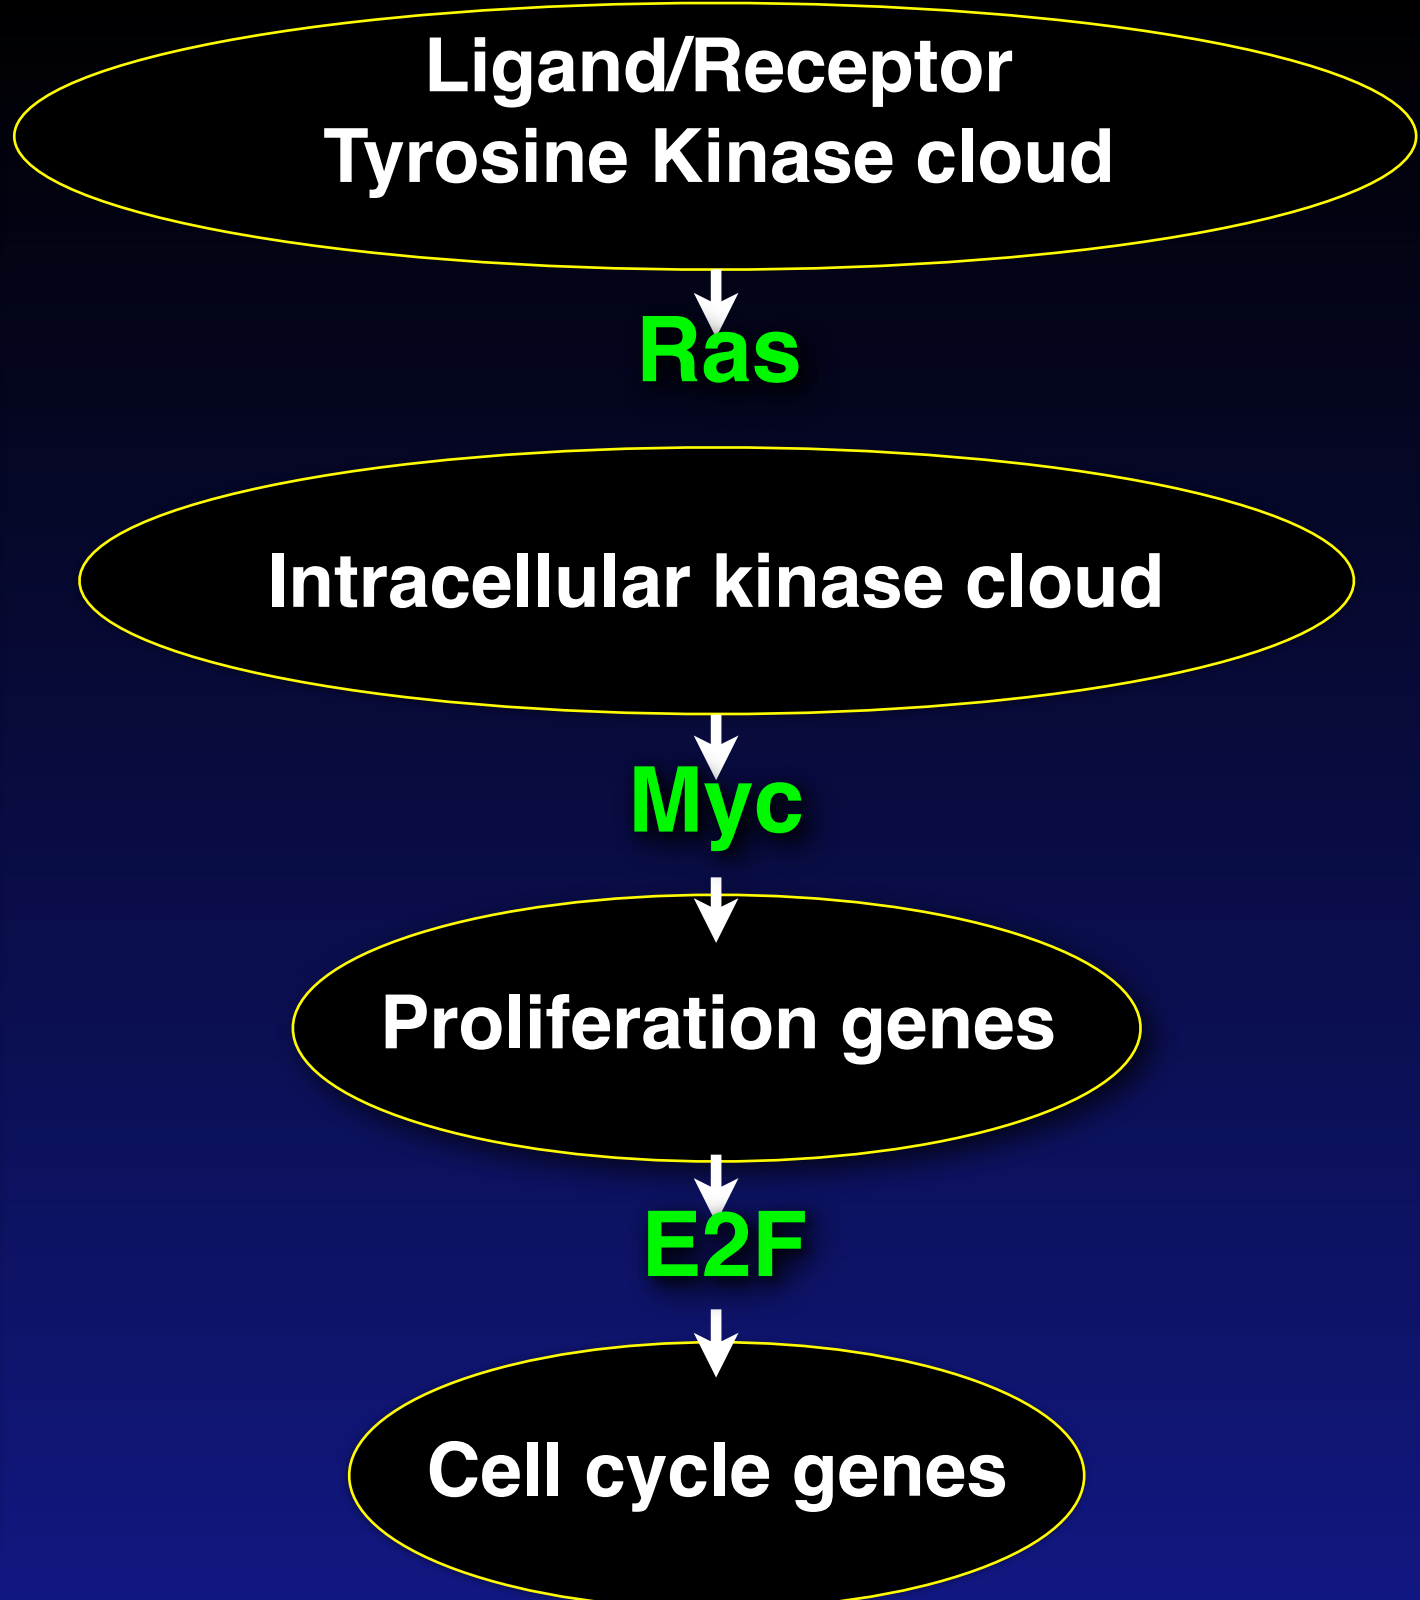 Ligand/Receptor
Tyrosine Kinase cloud
Ras
Intracellular kinase cloud
Myc
Proliferation genes
E2F
Cell cycle genes